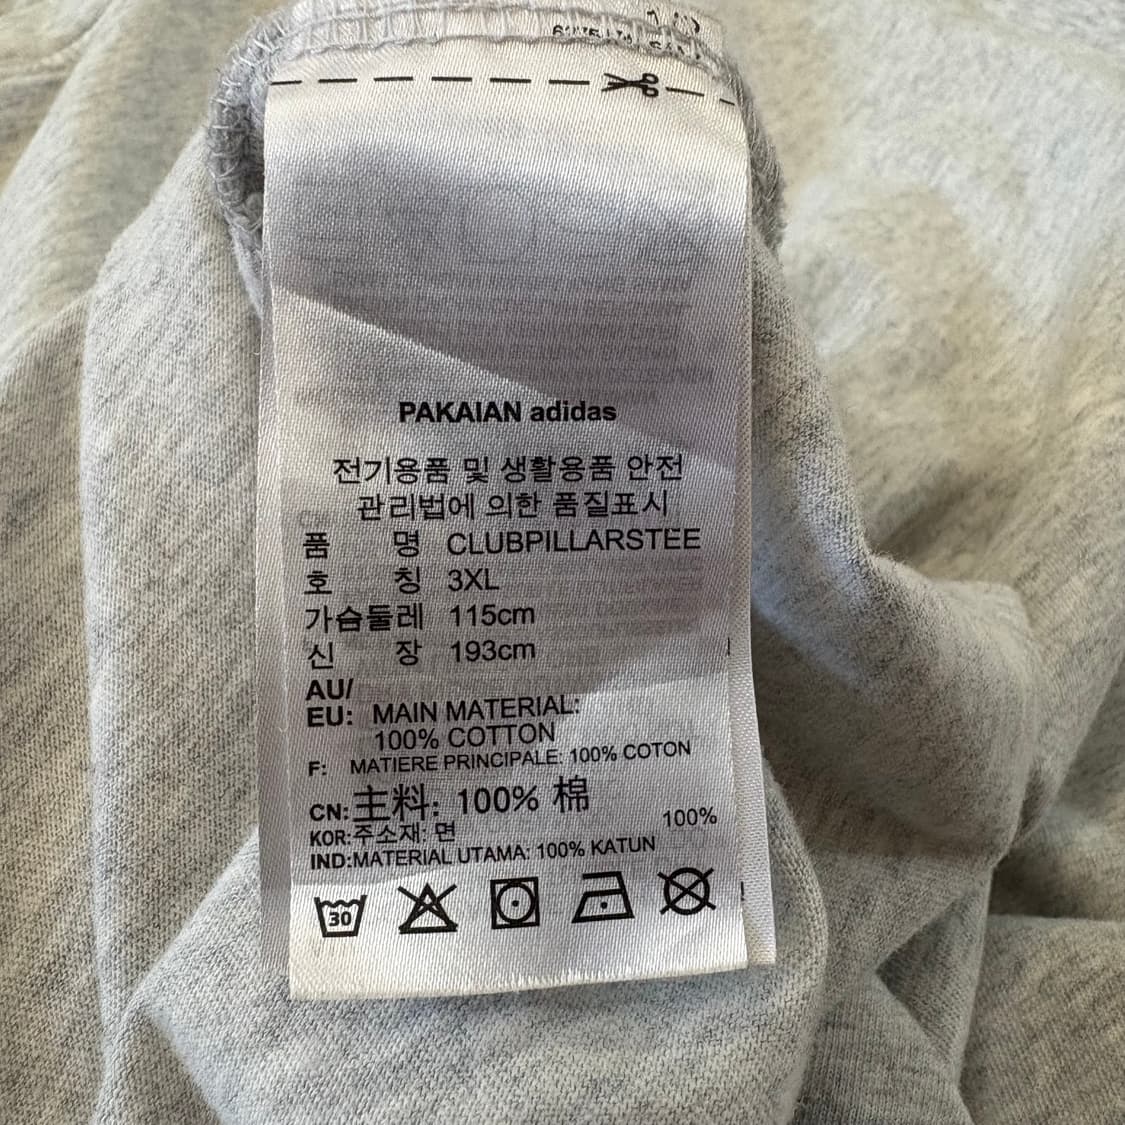 PAKAIAN adidas
전기용품 및 생활용품 안전
관리법에 의한 품질표시
품 명 CLUBPILLARSTEE
호 칭 3XL
가슴둘레 115cm
신 장 193cm
AU/
EU: MAIN MATERIAL:
100% COTTON
F: MATIERE PRINCIPALE: 100% COTON
CN: 主料: 100% 棉
KOR:주소재: 면 100%
IND:MATERIAL UTAMA: 100% KATUN
30